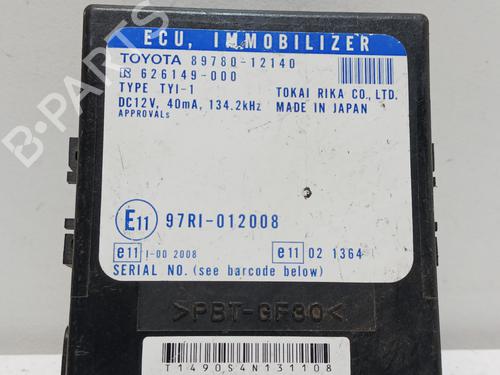 ECU, IMMOBILIZER
TOYOTA 89780-12140
626149-000
TYPE TYI-1 TOKAI RIKA CO., LTD.
DC12V, 40mA, 134.2kHz MADE IN JAPAN
APPROVALS
E11 97RI-012008
e11 1-00 2008 e11 02 1364
SERIAL NO. (see barcode below)
>PBT-GF30<
T1490S4N131108
B-PARTS